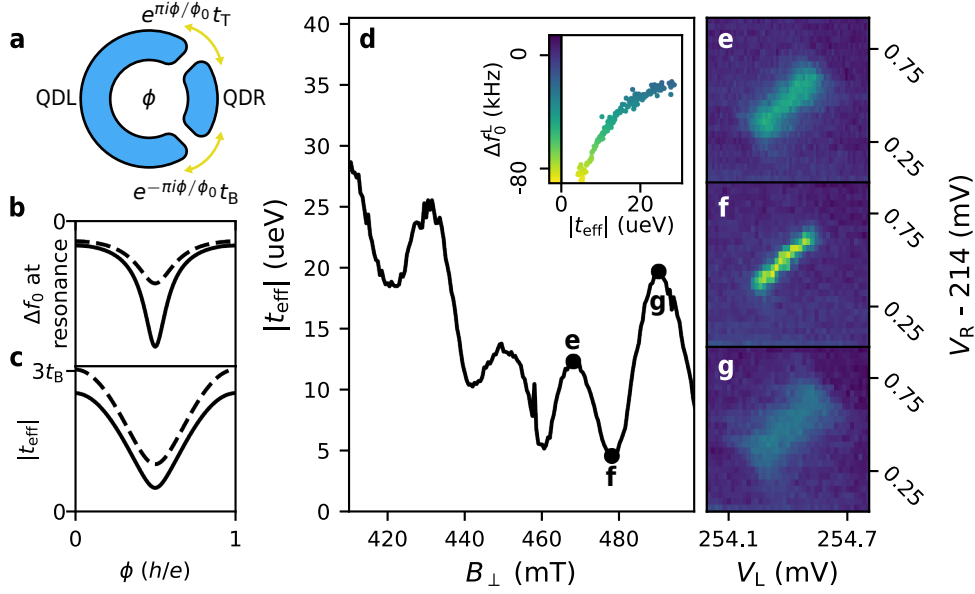 a
e^{πiϕ/ϕ₀}t_T
QDL
ϕ
QDR
e^{−πiϕ/ϕ₀}t_B
b
0
Δf₀ at
resonance
c
3t_B
|t_eff|
0
0
1
ϕ (h/e)
d
40
35
30
25
20
15
10
5
0
|t_eff| (ueV)
420
440
460
480
B_⊥ (mT)
e
f
g
0
-80
Δf₀ᴸ (kHz)
20
|t_eff| (ueV)
e
0.75
0.25
f
0.75
0.25
g
0.75
0.25
V_R - 214 (mV)
254.1
254.7
V_L (mV)